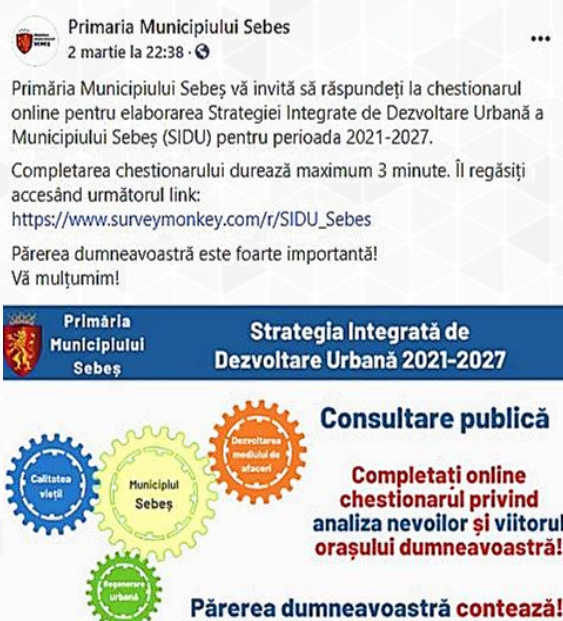 Primaria Municipiului Sebes
2 martie la 22:38 ·
Primăria Municipiului Sebeș vă invită să răspundeți la chestionarul
online pentru elaborarea Strategiei Integrate de Dezvoltare Urbană a
Municipiului Sebeș (SIDU) pentru perioada 2021-2027.
Completarea chestionarului durează maximum 3 minute. Îl regăsiți
accesând următorul link:
https://www.surveymonkey.com/r/SIDU_Sebes
Părerea dumneavoastră este foarte importantă!
Vă mulțumim!
Primăria
Municipiului
Sebeș
Strategia Integrată de
Dezvoltare Urbană 2021-2027
Consultare publică
Dezvoltarea
mediului de
afaceri
Calitatea
vieții
Municipiul
Sebeș
Completați online
chestionarul privind
analiza nevoilor și viitorul
orașului dumneavoastră!
Regenerare
urbană
Părerea dumneavoastră contează!